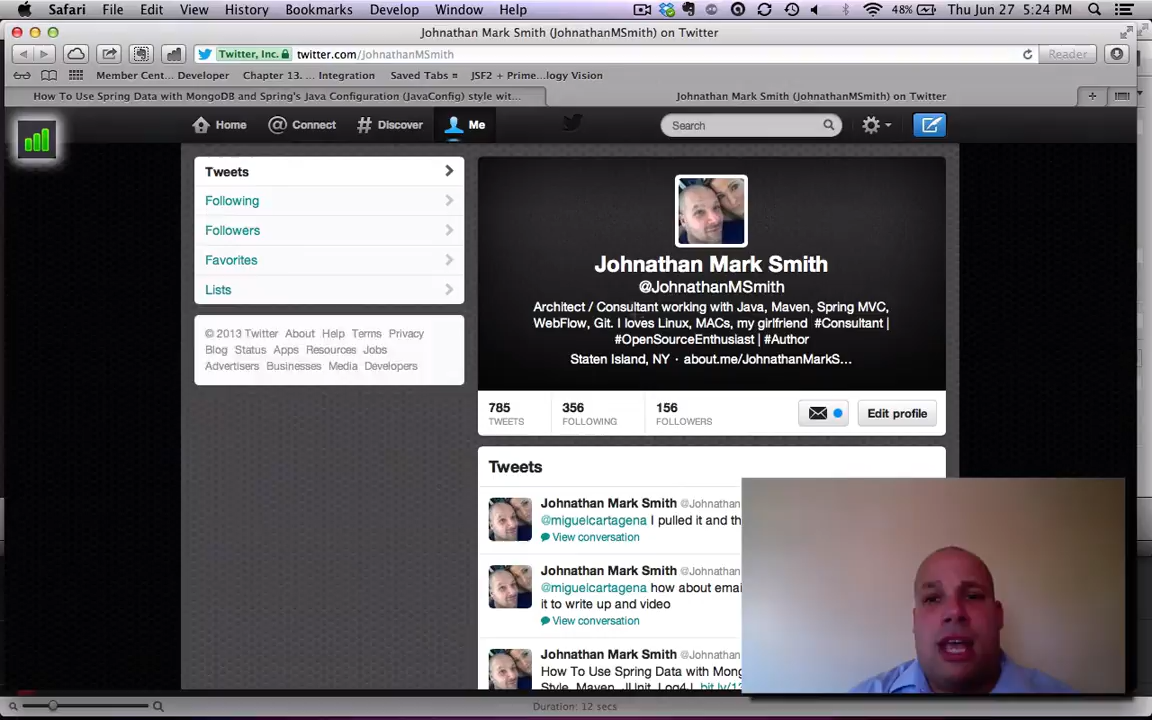 Safari File Edit View History Bookmarks Develop Window Help 48% Thu Jun 27 5:24 PM
Johnathan Mark Smith (JohnathanMSmith) on Twitter
Twitter, Inc. twitter.com/JohnathanMSmith Reader
Member Cent... Developer Chapter 13. ... Integration Saved Tabs JSF2 + Prime...logy Vision
How To Use Spring Data with MongoDB and Spring's Java Configuration (JavaConfig) style wit... Johnathan Mark Smith (JohnathanMSmith) on Twitter
Home @ Connect # Discover Me Search
Tweets
Following
Followers
Favorites
Lists
© 2013 Twitter About Help Terms Privacy
Blog Status Apps Resources Jobs
Advertisers Businesses Media Developers
Johnathan Mark Smith
@JohnathanMSmith
Architect / Consultant working with Java, Maven, Spring MVC,
WebFlow, Git. I loves Linux, MACs, my girlfriend #Consultant |
#OpenSourceEnthusiast | #Author
Staten Island, NY · about.me/JohnathanMarkS...
785 356 156
TWEETS FOLLOWING FOLLOWERS
Edit profile
Tweets
Johnathan Mark Smith @Johnathan
@miguelcartagena I pulled it and th
View conversation
Johnathan Mark Smith @Johnathan
@miguelcartagena how about emai
it to write up and video
View conversation
Johnathan Mark Smith @Johnathan
How To Use Spring Data with Mong
Style, Maven, JUnit, Log4J
Duration: 12 secs